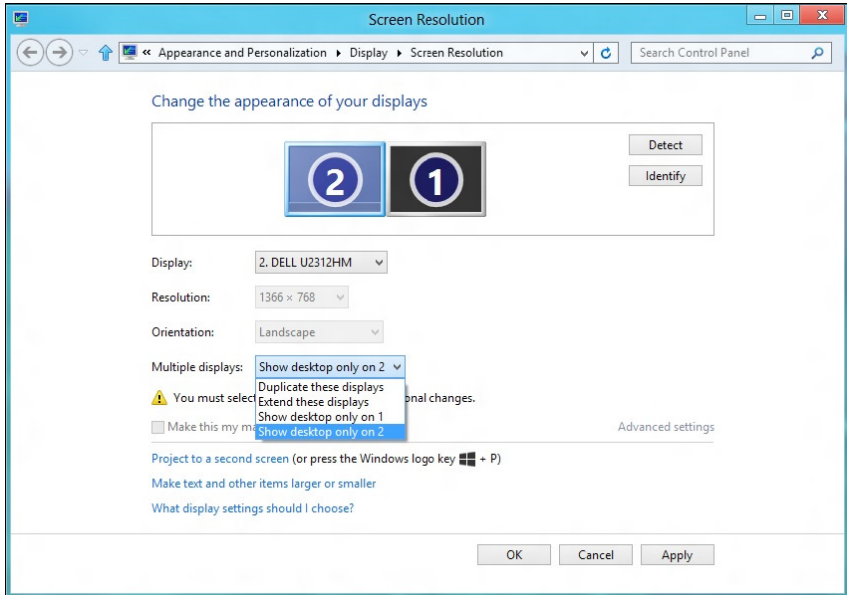 Screen Resolution
« Appearance and Personalization ▸ Display ▸ Screen Resolution
Search Control Panel
Change the appearance of your displays
2
1
Detect
Identify
Display: 2. DELL U2312HM
Resolution: 1366 × 768
Orientation: Landscape
Multiple displays: Show desktop only on 2
Duplicate these displays
You must selec onal changes.
Extend these displays
Show desktop only on 1
Make this my m Advanced settings
Show desktop only on 2
Project to a second screen (or press the Windows logo key + P)
Make text and other items larger or smaller
What display settings should I choose?
OK Cancel Apply